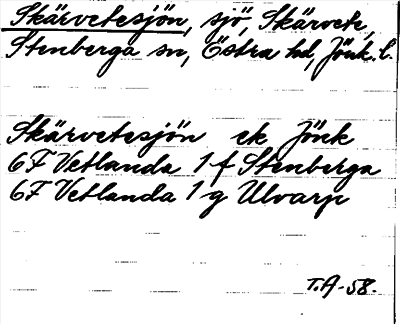 Skärvetesjön, sjö, Skärvete,
Stenberga sn, Östra hd, Jönk. l.
Skärvetesjön ek Jönk
6F Vetlanda 1 f Stenberga
6F Vetlanda 1 g Ulvarp
T.A-58.